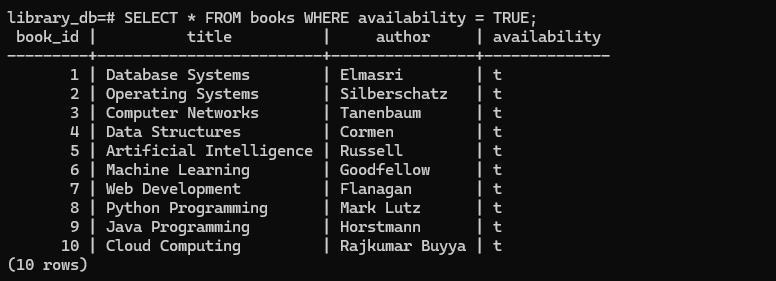 library_db=# SELECT * FROM books WHERE availability = TRUE;
 book_id |          title          |     author     | availability
---------+-------------------------+----------------+--------------
       1 | Database Systems        | Elmasri        | t
       2 | Operating Systems       | Silberschatz   | t
       3 | Computer Networks       | Tanenbaum      | t
       4 | Data Structures         | Cormen         | t
       5 | Artificial Intelligence | Russell        | t
       6 | Machine Learning        | Goodfellow     | t
       7 | Web Development         | Flanagan       | t
       8 | Python Programming      | Mark Lutz      | t
       9 | Java Programming        | Horstmann      | t
      10 | Cloud Computing         | Rajkumar Buyya | t
(10 rows)